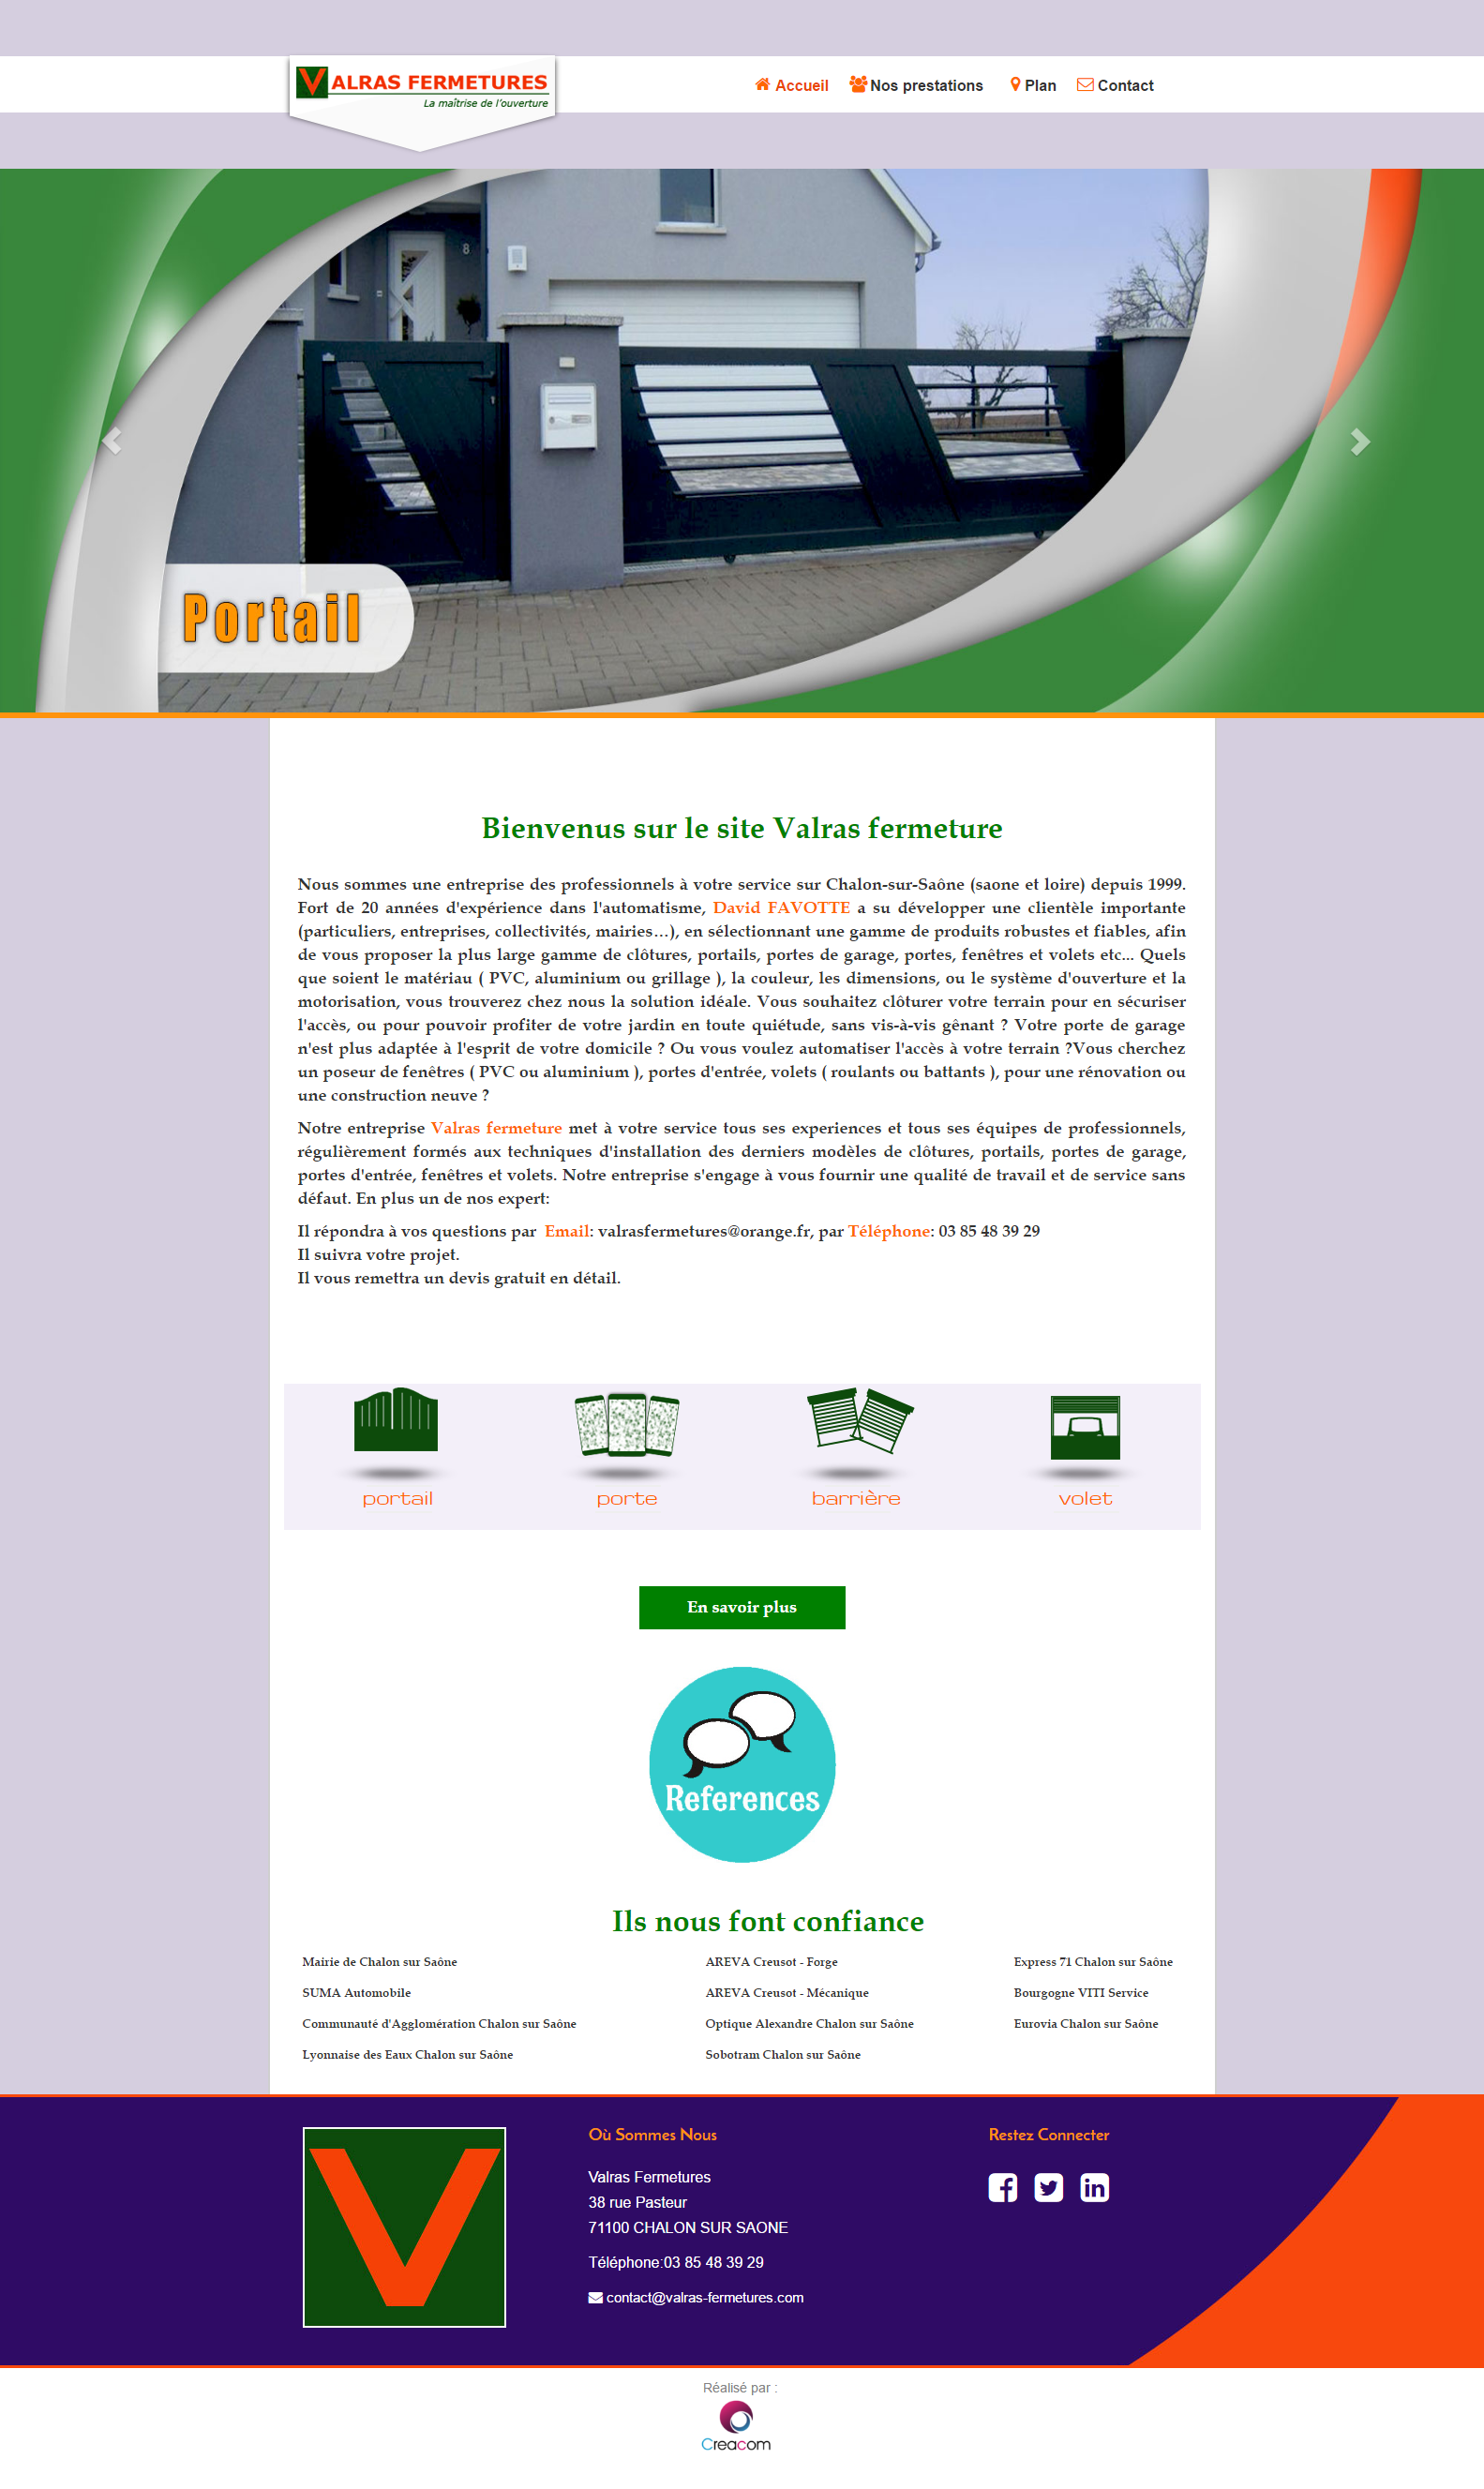 VALRAS FERMETURES
La maîtrise de l'ouverture
Accueil
Nos prestations
Plan
Contact
8
Portail
Bienvenus sur le site Valras fermeture
Nous sommes une entreprise des professionnels à votre service sur Chalon-sur-Saône (saone et loire) depuis 1999.
Fort de 20 années d'expérience dans l'automatisme, David FAVOTTE a su développer une clientèle importante
(particuliers, entreprises, collectivités, mairies…), en sélectionnant une gamme de produits robustes et fiables, afin
de vous proposer la plus large gamme de clôtures, portails, portes de garage, portes, fenêtres et volets etc... Quels
que soient le matériau ( PVC, aluminium ou grillage ), la couleur, les dimensions, ou le système d'ouverture et la
motorisation, vous trouverez chez nous la solution idéale. Vous souhaitez clôturer votre terrain pour en sécuriser
l'accès, ou pour pouvoir profiter de votre jardin en toute quiétude, sans vis-à-vis gênant ? Votre porte de garage
n'est plus adaptée à l'esprit de votre domicile ? Ou vous voulez automatiser l'accès à votre terrain ?Vous cherchez
un poseur de fenêtres ( PVC ou aluminium ), portes d'entrée, volets ( roulants ou battants ), pour une rénovation ou
une construction neuve ?
Notre entreprise Valras fermeture met à votre service tous ses experiences et tous ses équipes de professionnels,
régulièrement formés aux techniques d'installation des derniers modèles de clôtures, portails, portes de garage,
portes d'entrée, fenêtres et volets. Notre entreprise s'engage à vous fournir une qualité de travail et de service sans
défaut. En plus un de nos expert:
Il répondra à vos questions par Email: valrasfermetures@orange.fr, par Téléphone: 03 85 48 39 29
Il suivra votre projet.
Il vous remettra un devis gratuit en détail.
portail
porte
barrière
volet
En savoir plus
References
Ils nous font confiance
Mairie de Chalon sur Saône
AREVA Creusot - Forge
Express 71 Chalon sur Saône
SUMA Automobile
AREVA Creusot - Mécanique
Bourgogne VITI Service
Communauté d'Agglomération Chalon sur Saône
Optique Alexandre Chalon sur Saône
Eurovia Chalon sur Saône
Lyonnaise des Eaux Chalon sur Saône
Sobotram Chalon sur Saône
V
Où Sommes Nous
Valras Fermetures
38 rue Pasteur
71100 CHALON SUR SAONE
Téléphone:03 85 48 39 29
contact@valras-fermetures.com
Restez Connecter
Réalisé par :
Creacom